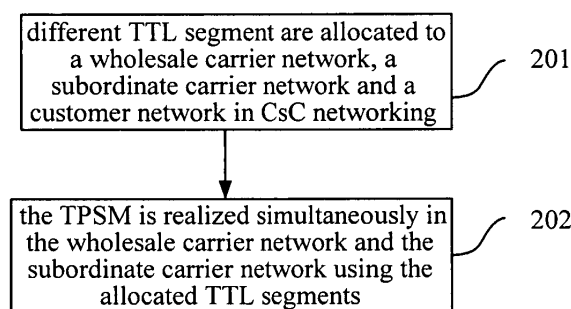 different TTL segment are allocated to
a wholesale carrier network, a
subordinate carrier network and a
customer network in CsC networking
201
the TPSM is realized simultaneously in
the wholesale carrier network and the
subordinate carrier network using the
allocated TTL segments
202